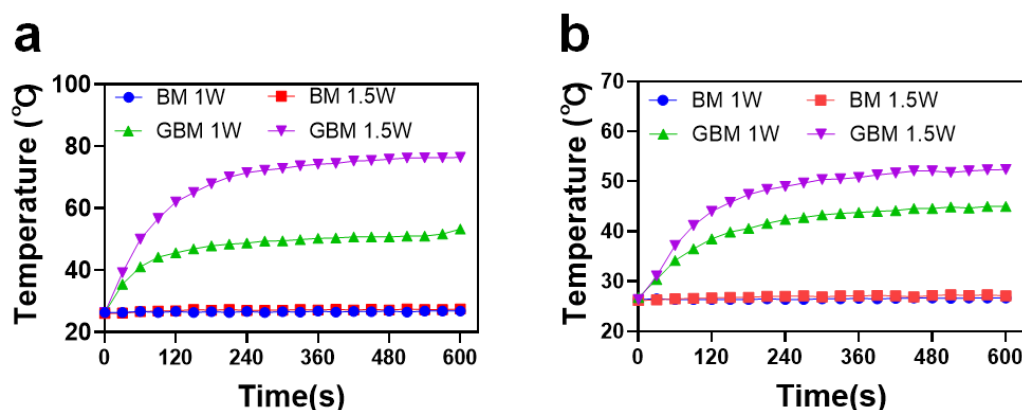 a
Temperature (°C)
100
80
60
40
20
BM 1W
BM 1.5W
GBM 1W
GBM 1.5W
0 120 240 360 480 600
Time(s)
b
Temperature (°C)
70
60
50
40
30
20
BM 1W
BM 1.5W
GBM 1W
GBM 1.5W
0 120 240 360 480 600
Time(s)